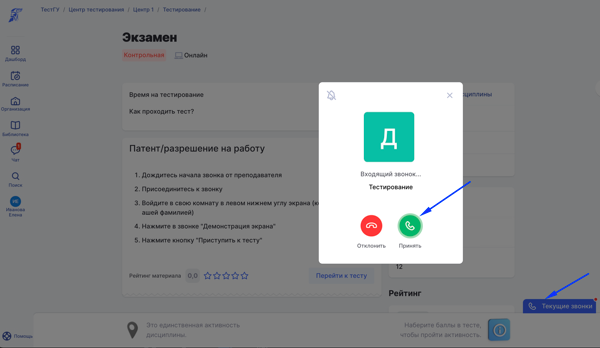 ТестГУ / Центр тестирования / Центр 1 / Тестирование /
Экзамен
Контрольная Онлайн
Дашборд
Расписание
Организация
Библиотека
Чат
Поиск
ИЕ
Иванова
Елена
Помощь
Время на тестирование
Как проходить тест?
Патент/разрешение на работу
1. Дождитесь начала звонка от преподавателя
2. Присоединитесь к звонку
3. Войдите в свою комнату в левом нижнем углу экрана
ашей фамилией)
4. Нажмите в звонке "Демонстрация экрана"
5. Нажмите кнопку "Приступить к тесту"
Рейтинг материала 0,0
Перейти к тесту
Д
Входящий звонок...
Тестирование
Отклонить Принять
циплины
12
Рейтинг
Текущие звонки
Это единственная активность
дисциплины.
Наберите Баллы в тесте,
чтобы пройти активность.